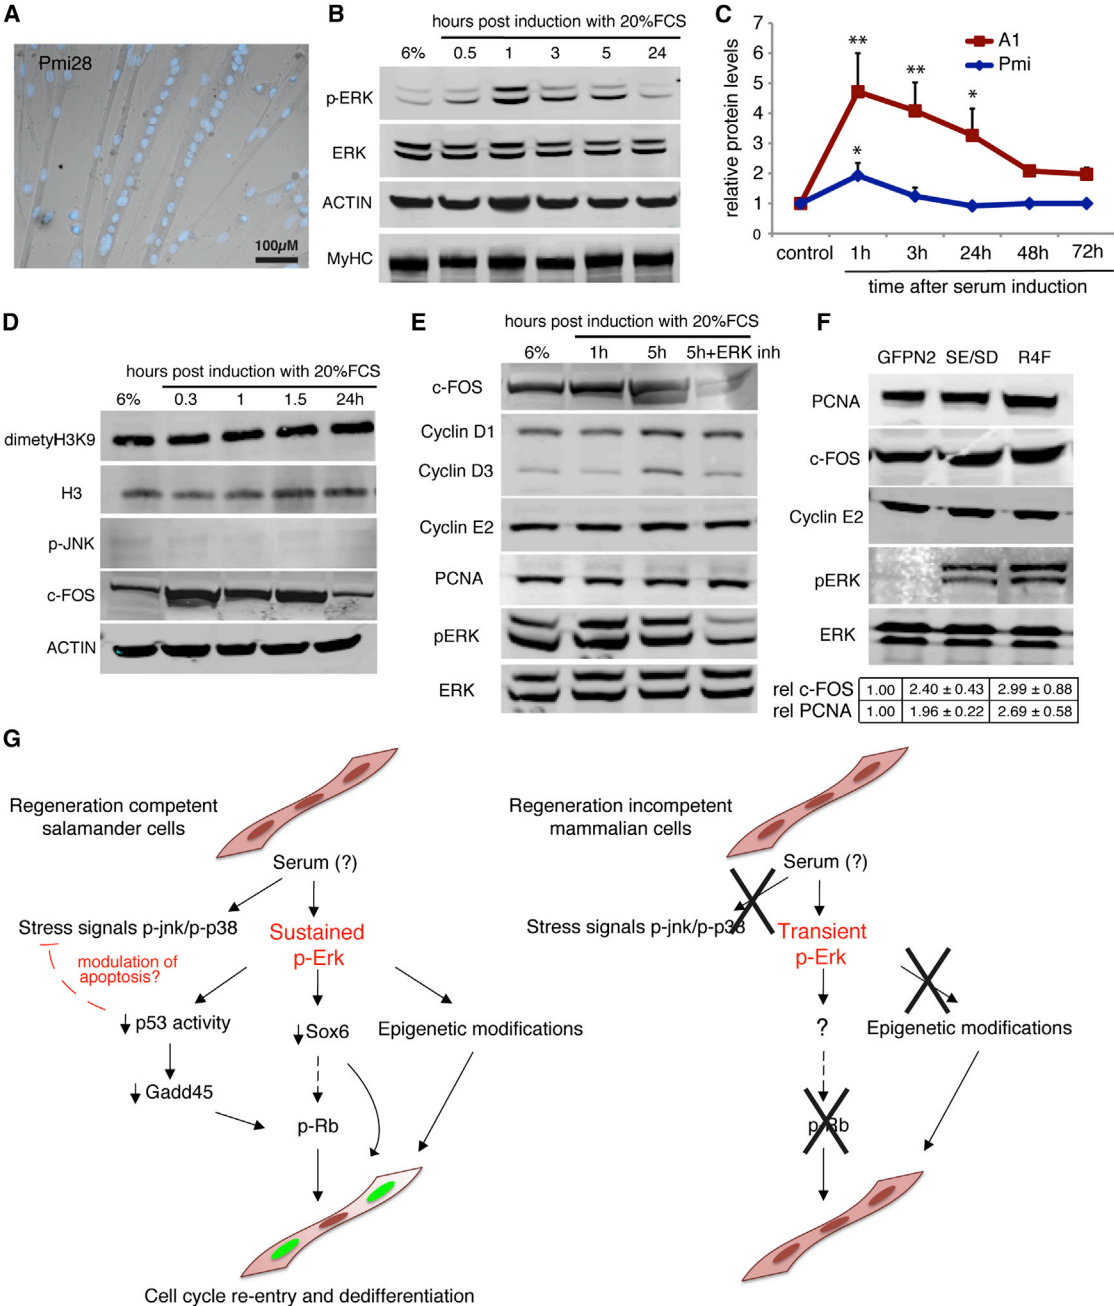 A
Pmi28
100µM
B
hours post induction with 20%FCS
6% 0.5 1 3 5 24
p-ERK
ERK
ACTIN
MyHC
C
relative protein levels
7
6
5
4
3
2
1
0
** ** *
*
A1
Pmi
control 1h 3h 24h 48h 72h
time after serum induction
D
hours post induction with 20%FCS
6% 0.3 1 1.5 24h
dimetyH3K9
H3
p-JNK
c-FOS
ACTIN
E
hours post induction with 20%FCS
6% 1h 5h 5h+ERK inh
c-FOS
Cyclin D1
Cyclin D3
Cyclin E2
PCNA
pERK
ERK
F
GFPN2 SE/SD R4F
PCNA
c-FOS
Cyclin E2
pERK
ERK
rel c-FOS 1.00 2.40 ± 0.43 2.99 ± 0.88
rel PCNA 1.00 1.96 ± 0.22 2.69 ± 0.58
G
Regeneration competent
salamander cells
Serum (?)
Stress signals p-jnk/p-p38
Sustained
p-Erk
modulation of
apoptosis?
p53 activity
Sox6
Epigenetic modifications
Gadd45
p-Rb
Cell cycle re-entry and dedifferentiation
Regeneration incompetent
mammalian cells
Serum (?)
Stress signals p-jnk/p-p38
Transient
p-Erk
?
Epigenetic modifications
p-Rb